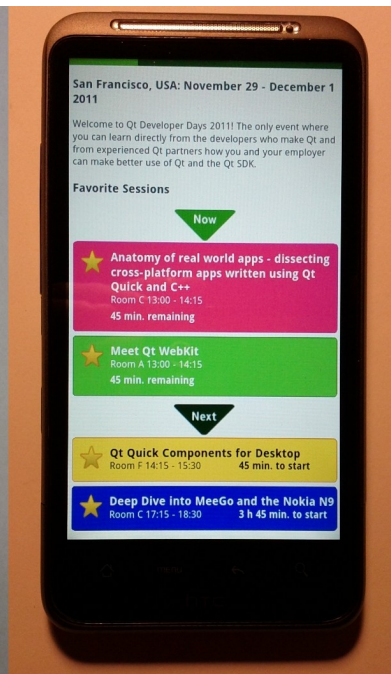 San Francisco, USA: November 29 - December 1
2011
Welcome to Qt Developer Days 2011! The only event where
you can learn directly from the developers who make Qt and
from experienced Qt partners how you and your employer
can make better use of Qt and the Qt SDK.
Favorite Sessions
Now
Anatomy of real world apps - dissecting
cross-platform apps written using Qt
Quick and C++
Room C 13:00 - 14:15
45 min. remaining
Meet Qt WebKit
Room A 13:00 - 14:15
45 min. remaining
Next
Qt Quick Components for Desktop
Room F 14:15 - 15:30 45 min. to start
Deep Dive into MeeGo and the Nokia N9
Room C 17:15 - 18:30 3 h 45 min. to start
MENU
HTC